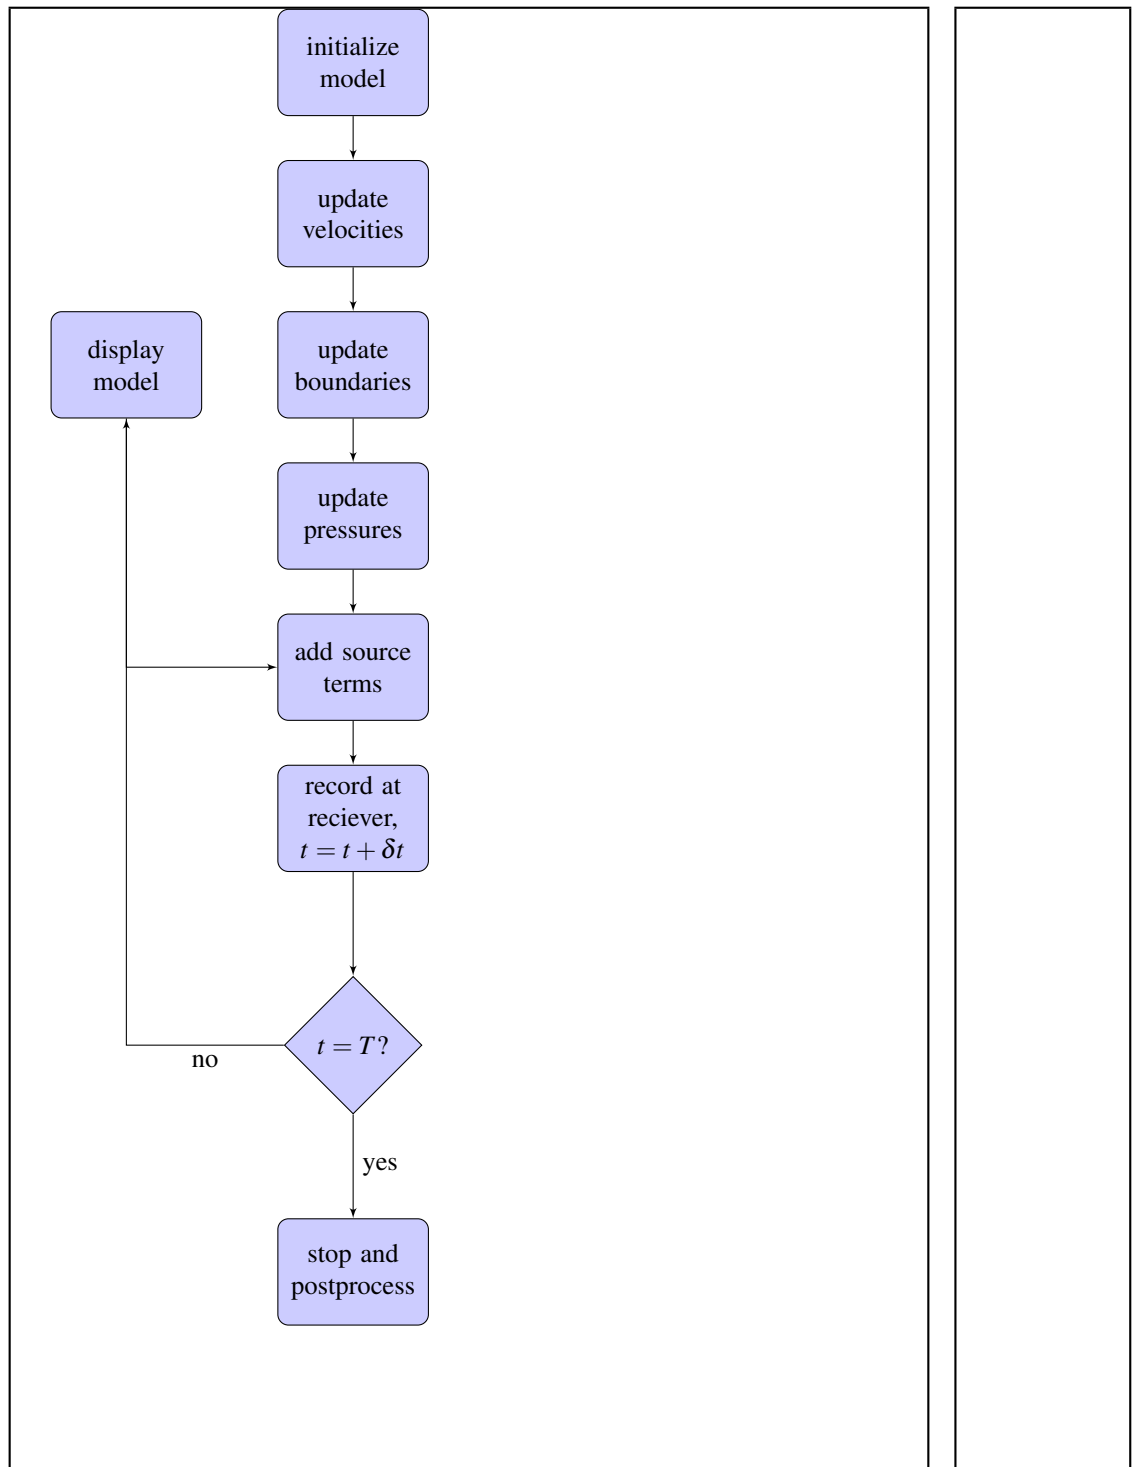 initialize
model
update
velocities
display
model
update
boundaries
update
pressures
add source
terms
record at
reciever,
t = t + δt
t = T?
no
yes
stop and
postprocess